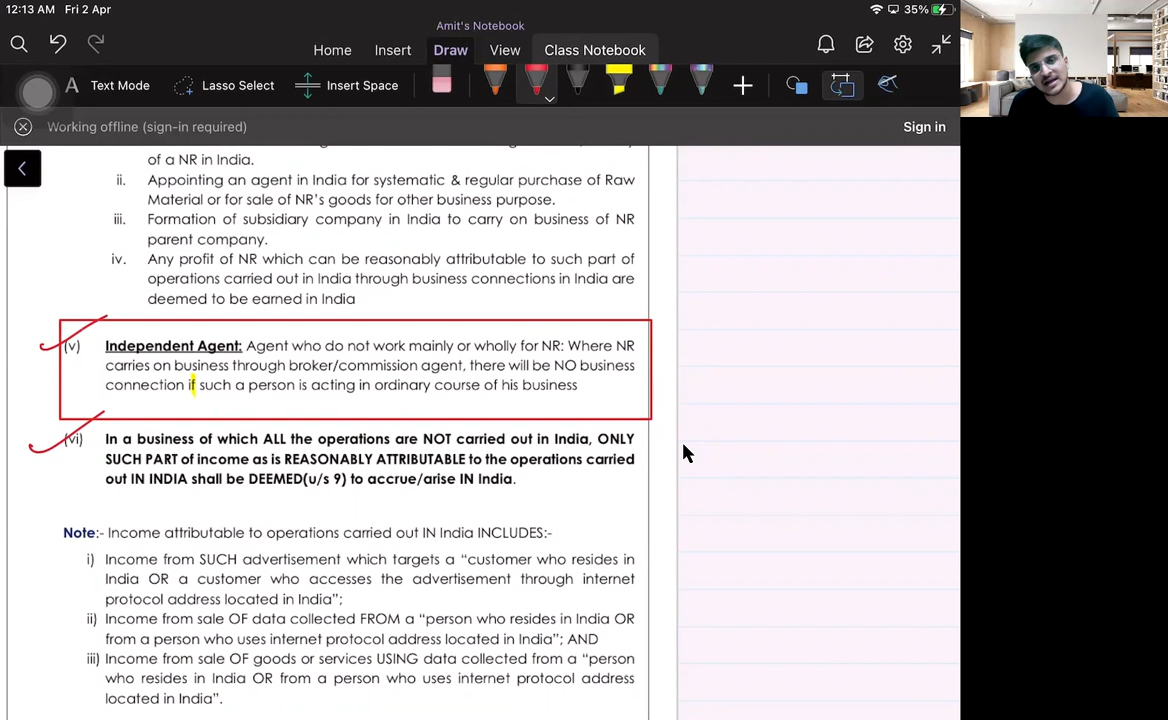 12:13 AM Fri 2 Apr
35%
Amit's Notebook
Home Insert Draw View Class Notebook
A Text Mode Lasso Select Insert Space
Working offline (sign-in required) Sign in
of a NR in India.
ii. Appointing an agent in India for systematic & regular purchase of Raw
Material or for sale of NR's goods for other business purpose.
iii. Formation of subsidiary company in India to carry on business of NR
parent company.
iv. Any profit of NR which can be reasonably attributable to such part of
operations carried out in India through business connections in India are
deemed to be earned in India
(v) Independent Agent: Agent who do not work mainly or wholly for NR: Where NR
carries on business through broker/commission agent, there will be NO business
connection if such a person is acting in ordinary course of his business
(vi) In a business of which ALL the operations are NOT carried out in India, ONLY
SUCH PART of income as is REASONABLY ATTRIBUTABLE to the operations carried
out IN INDIA shall be DEEMED(u/s 9) to accrue/arise IN India.
Note:- Income attributable to operations carried out IN India INCLUDES:-
i) Income from SUCH advertisement which targets a “customer who resides in
India OR a customer who accesses the advertisement through internet
protocol address located in India”;
ii) Income from sale OF data collected FROM a “person who resides in India OR
from a person who uses internet protocol address located in India”; AND
iii) Income from sale OF goods or services USING data collected from a “person
who resides in India OR from a person who uses internet protocol address
located in India”.